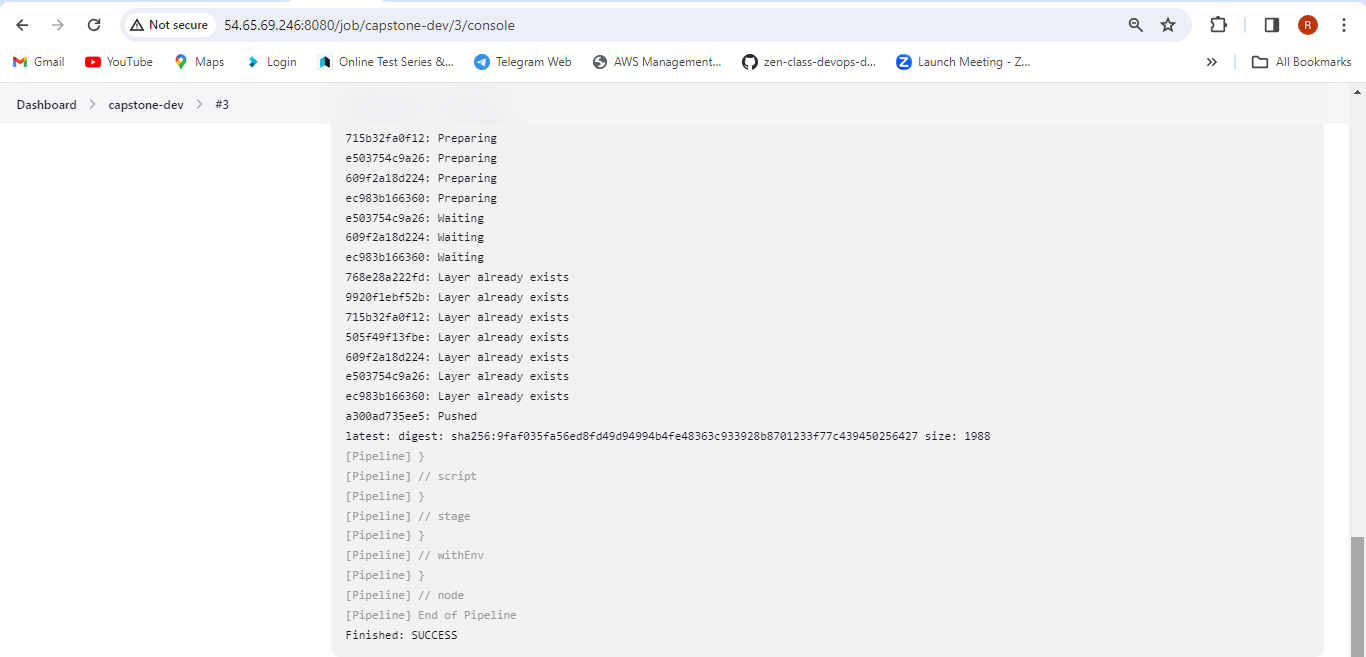 Not secure 54.65.69.246:8080/job/capstone-dev/3/console R
Gmail YouTube Maps Login Online Test Series &... Telegram Web AWS Management... zen-class-devops-d... Launch Meeting - Z... » All Bookmarks
Dashboard > capstone-dev > #3
715b32fa0f12: Preparing
e503754c9a26: Preparing
609f2a18d224: Preparing
ec983b166360: Preparing
e503754c9a26: Waiting
609f2a18d224: Waiting
ec983b166360: Waiting
768e28a222fd: Layer already exists
9920f1ebf52b: Layer already exists
715b32fa0f12: Layer already exists
505f49f13fbe: Layer already exists
609f2a18d224: Layer already exists
e503754c9a26: Layer already exists
ec983b166360: Layer already exists
a300ad735ee5: Pushed
latest: digest: sha256:9faf035fa56ed8fd49d94994b4fe48363c933928b8701233f77c439450256427 size: 1988
[Pipeline] }
[Pipeline] // script
[Pipeline] }
[Pipeline] // stage
[Pipeline] }
[Pipeline] // withEnv
[Pipeline] }
[Pipeline] // node
[Pipeline] End of Pipeline
Finished: SUCCESS